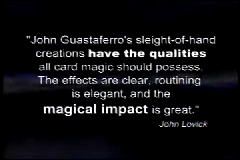 "John Guastaferro's sleight-of-hand
creations have the qualities
all card magic should possess.
The effects are clear, routining
is elegant, and the
magical impact is great."
John Lovick